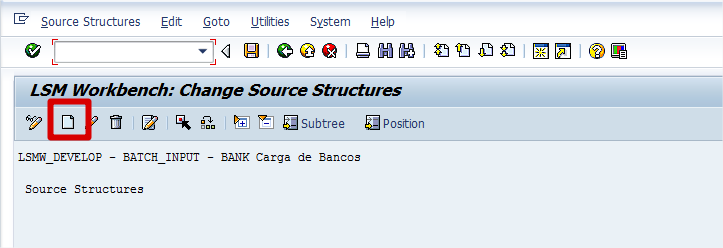 Source Structures Edit Goto Utilities System Help
LSM Workbench: Change Source Structures
Subtree Position
LSMW_DEVELOP - BATCH_INPUT - BANK Carga de Bancos
Source Structures